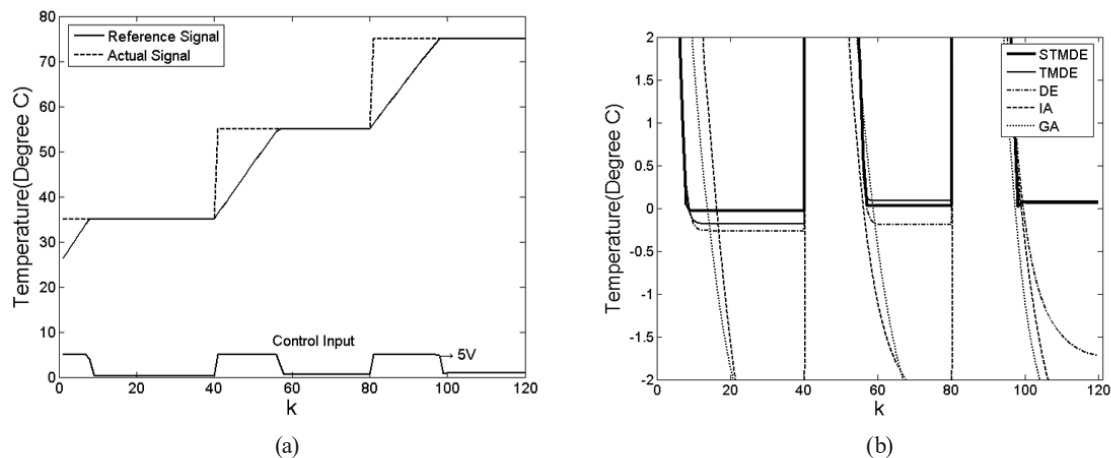 80
70
60
50
40
30
20
10
0
Temperature(Degree C)
Reference Signal
Actual Signal
Control Input
→ 5V
0 20 40 60 80 100 120
k
(a)
2
1.5
1
0.5
0
-0.5
-1
-1.5
-2
Temperature(Degree C)
STMDE
TMDE
DE
IA
GA
0 20 40 60 80 100 120
k
(b)